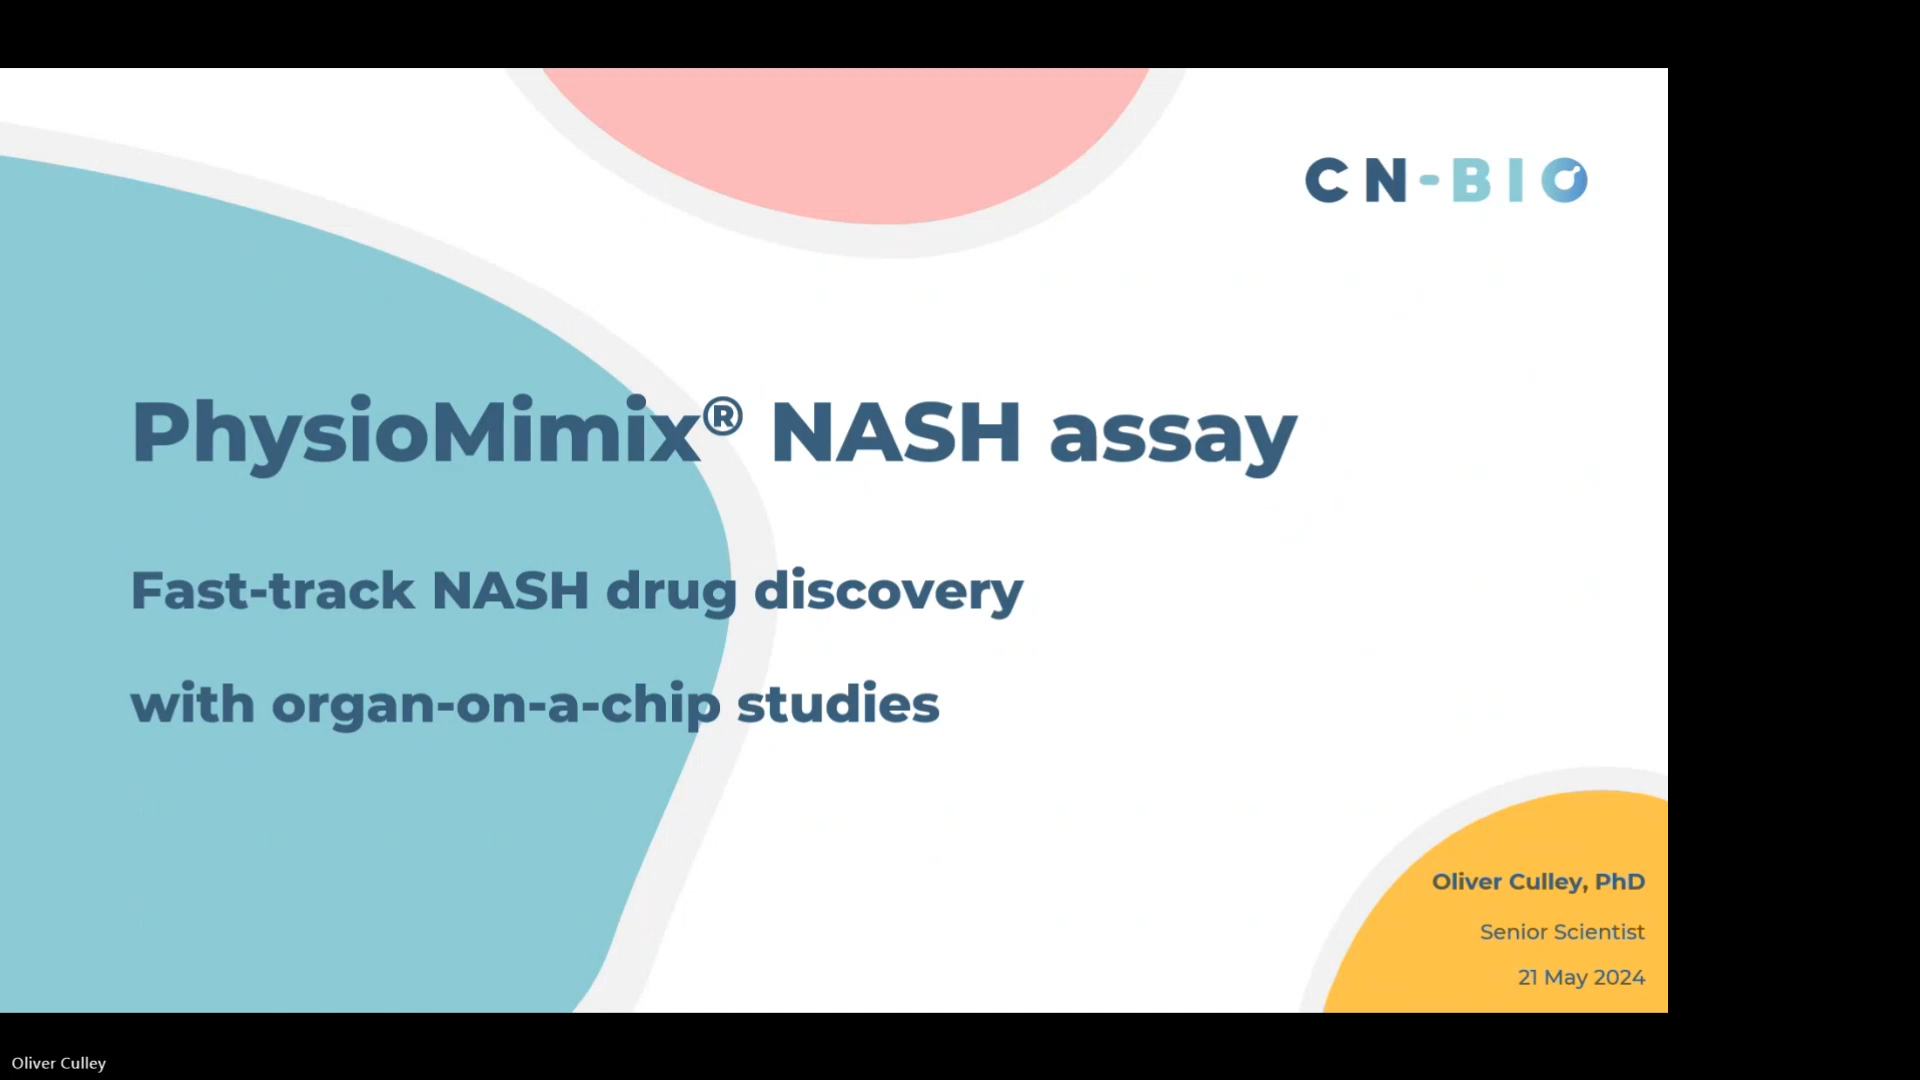 CN-BIO
PhysioMimix® NASH assay
Fast-track NASH drug discovery
with organ-on-a-chip studies
Oliver Culley, PhD
Senior Scientist
21 May 2024
Oliver Culley